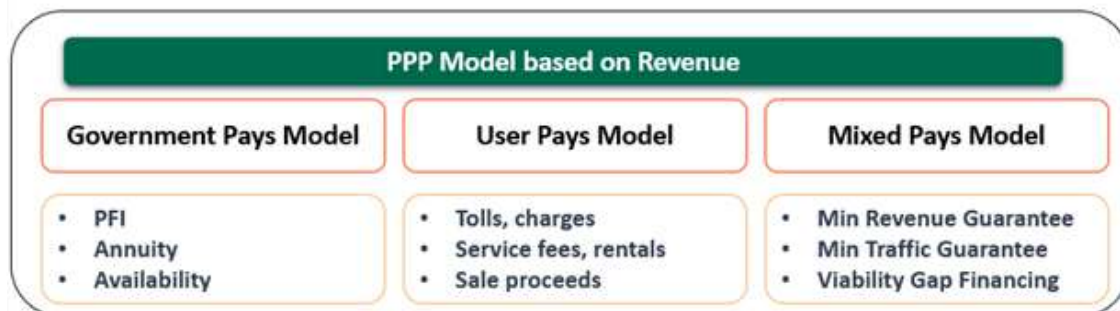 PPP Model based on Revenue
Government Pays Model
User Pays Model
Mixed Pays Model
• PFI
• Annuity
• Availability
• Tolls, charges
• Service fees, rentals
• Sale proceeds
• Min Revenue Guarantee
• Min Traffic Guarantee
• Viability Gap Financing